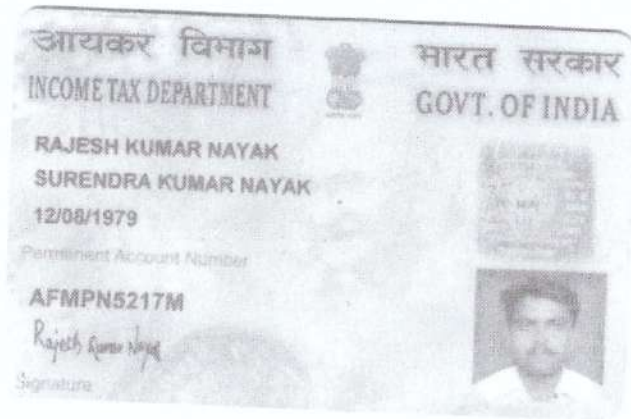 आयकर विभाग
भारत सरकार
INCOME TAX DEPARTMENT
GOVT. OF INDIA
RAJESH KUMAR NAYAK
SURENDRA KUMAR NAYAK
12/08/1979
Permanent Account Number
AFMPN5217M
Rajesh Kumar Nayak
Signature